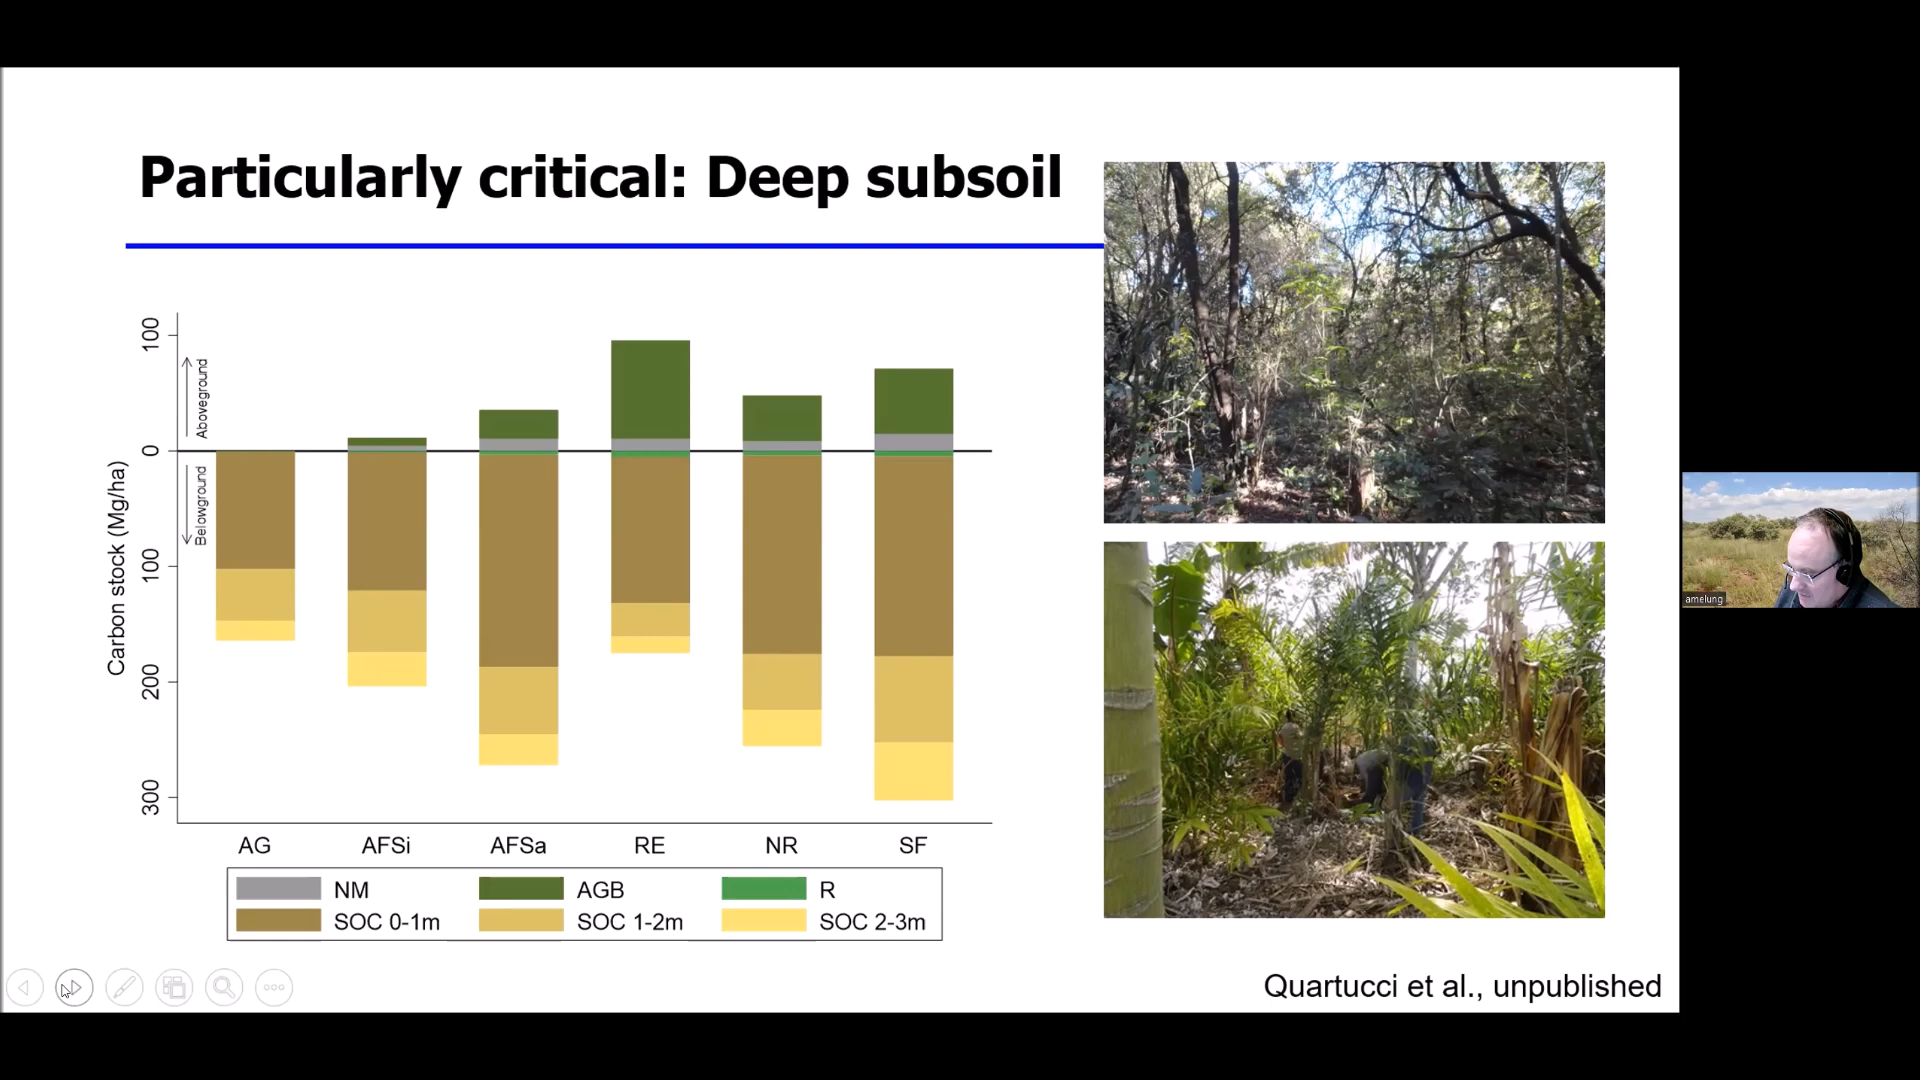 Particularly critical: Deep subsoil
Carbon stock (Mg/ha)
100
0
100
200
300
Aboveground
Belowground
AG AFSi AFSa RE NR SF
NM AGB R
SOC 0-1m SOC 1-2m SOC 2-3m
Quartucci et al., unpublished
amelung